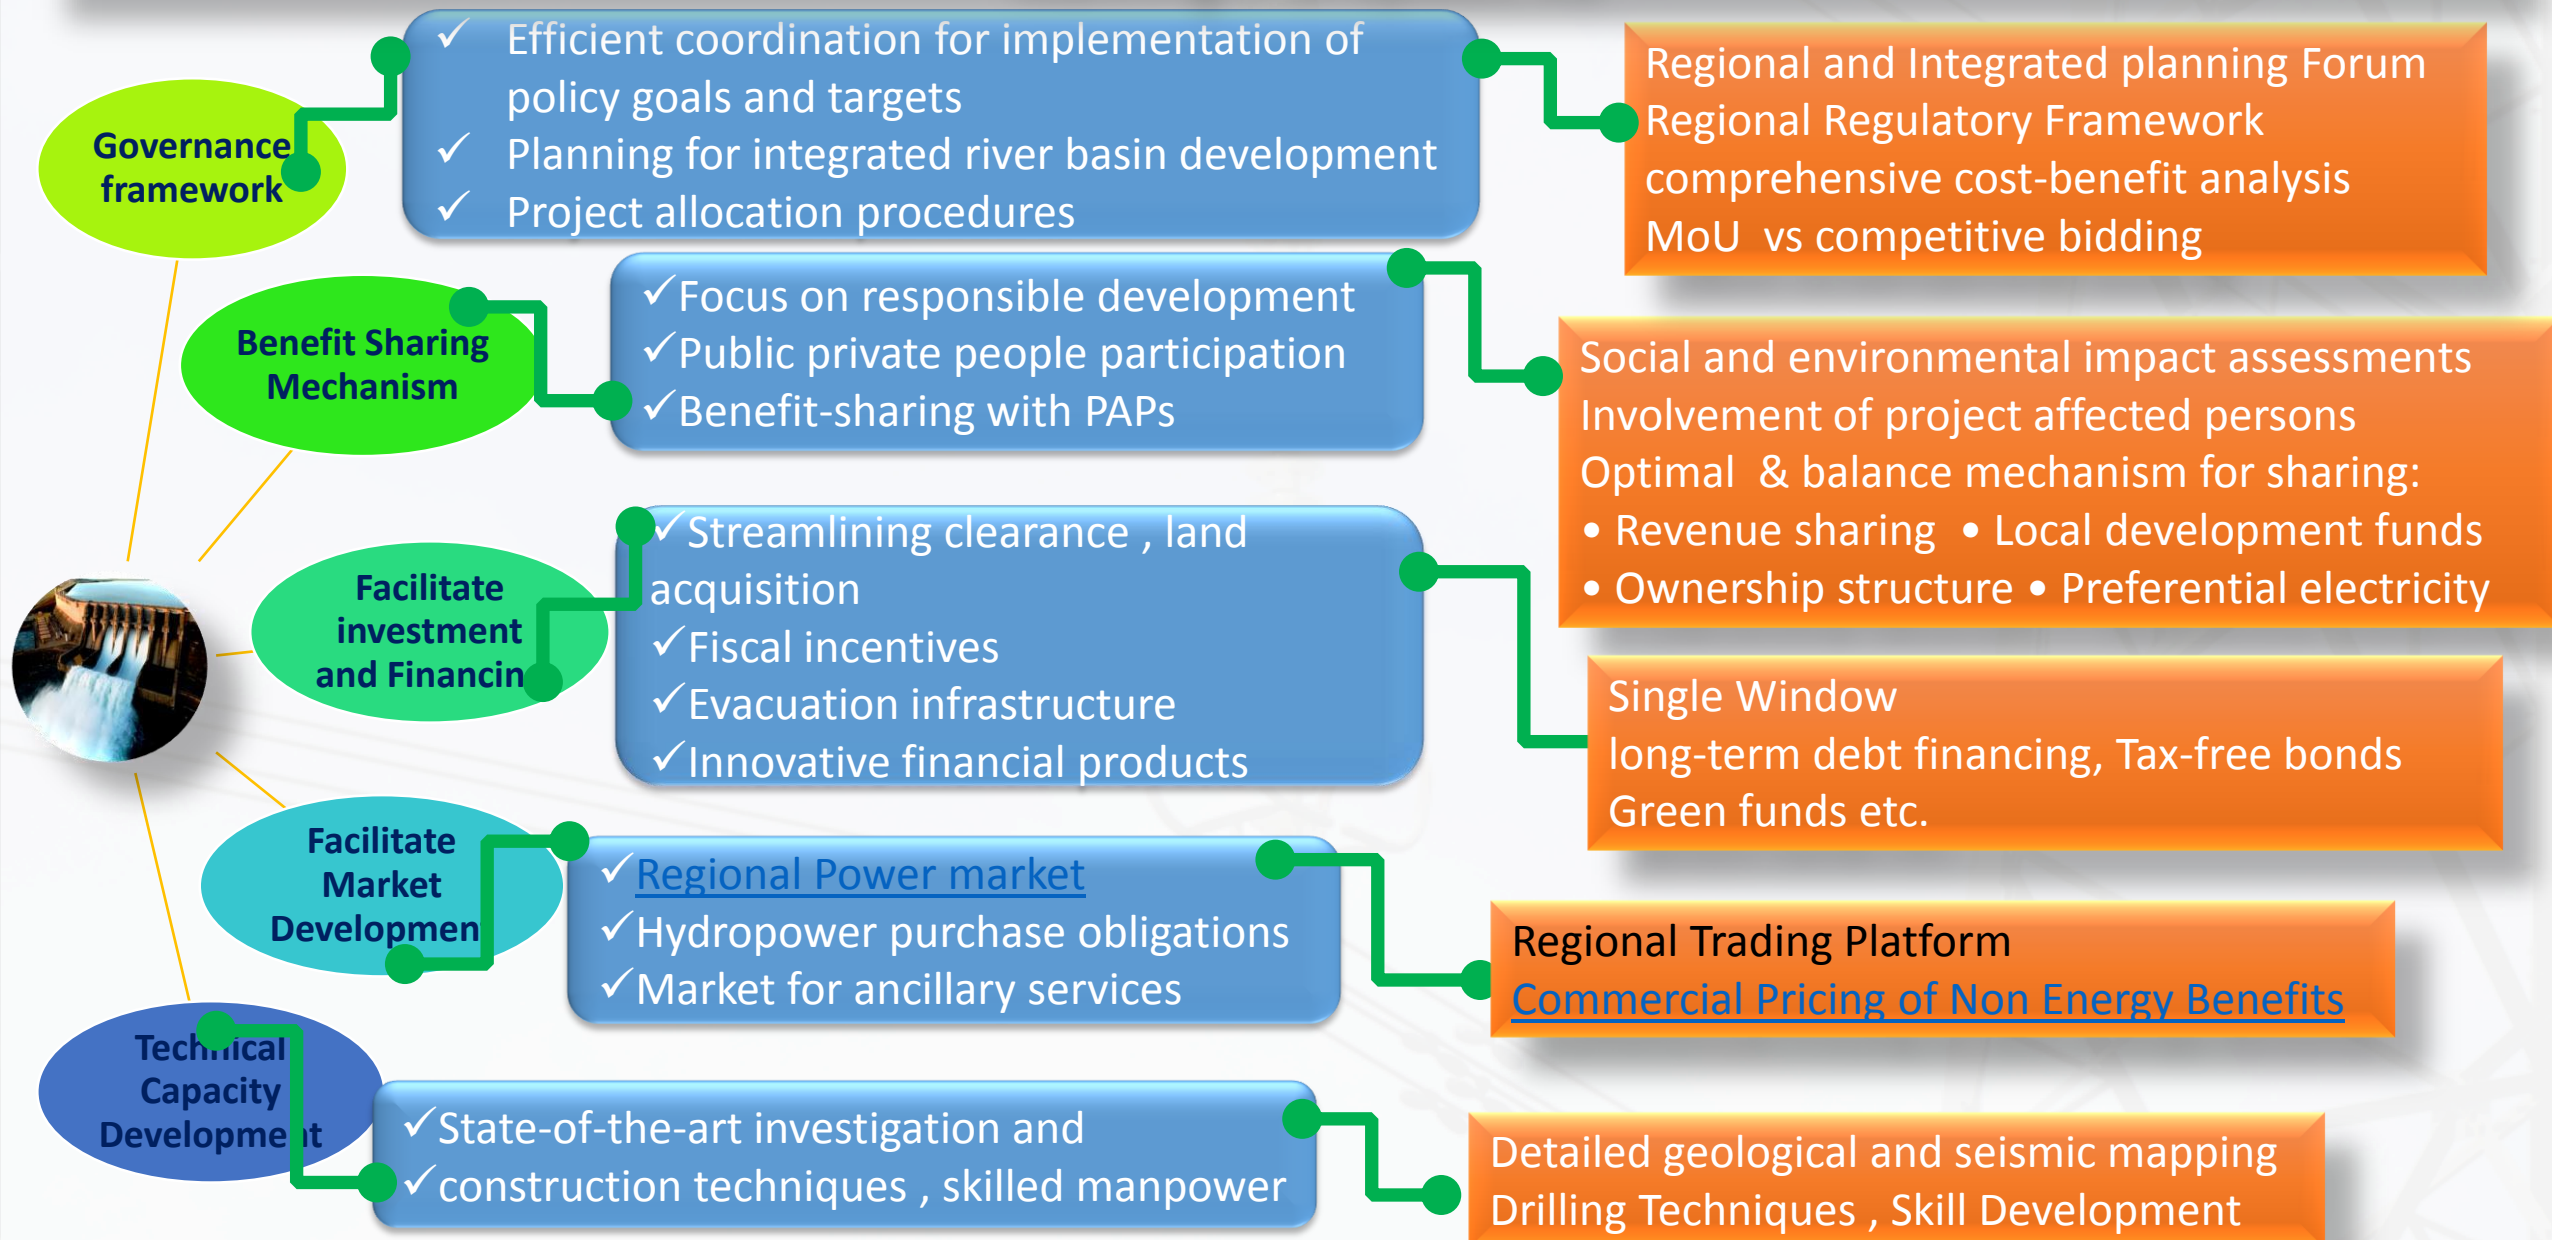 Governance
framework
✓ Efficient coordination for implementation of
policy goals and targets
✓ Planning for integrated river basin development
✓ Project allocation procedures
Regional and Integrated planning Forum
Regional Regulatory Framework
comprehensive cost-benefit analysis
MoU vs competitive bidding
Benefit Sharing
Mechanism
✓Focus on responsible development
✓Public private people participation
✓Benefit-sharing with PAPs
Social and environmental impact assessments
Involvement of project affected persons
Optimal & balance mechanism for sharing:
• Revenue sharing • Local development funds
• Ownership structure • Preferential electricity
Facilitate
investment
and Financin
✓Streamlining clearance , land
acquisition
✓Fiscal incentives
✓Evacuation infrastructure
✓Innovative financial products
Single Window
long-term debt financing, Tax-free bonds
Green funds etc.
Facilitate
Market
Developmen
✓Regional Power market
✓Hydropower purchase obligations
✓Market for ancillary services
Regional Trading Platform
Commercial Pricing of Non Energy Benefits
Technical
Capacity
Development
✓State-of-the-art investigation and
✓construction techniques , skilled manpower
Detailed geological and seismic mapping
Drilling Techniques , Skill Development